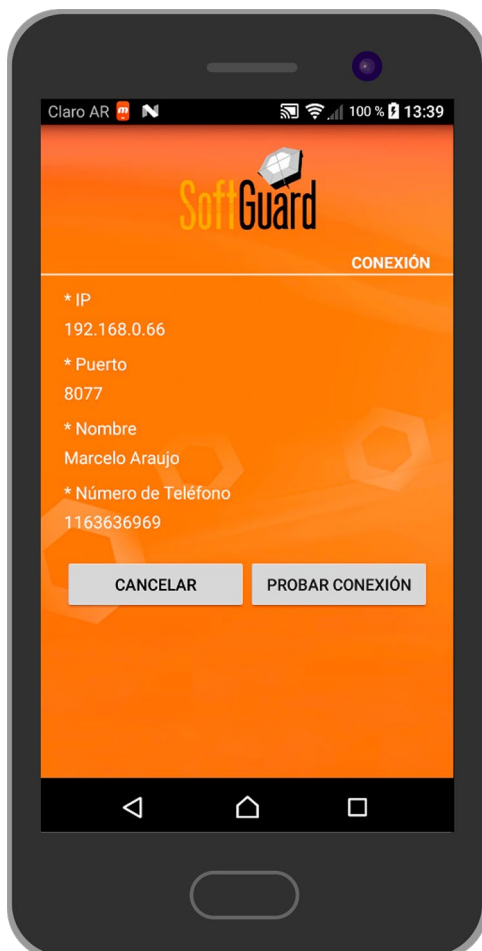 Claro AR 100 % 13:39
SoftGuard
CONEXIÓN
* IP
192.168.0.66
* Puerto
8077
* Nombre
Marcelo Araujo
* Número de Teléfono
1163636969
CANCELAR PROBAR CONEXIÓN